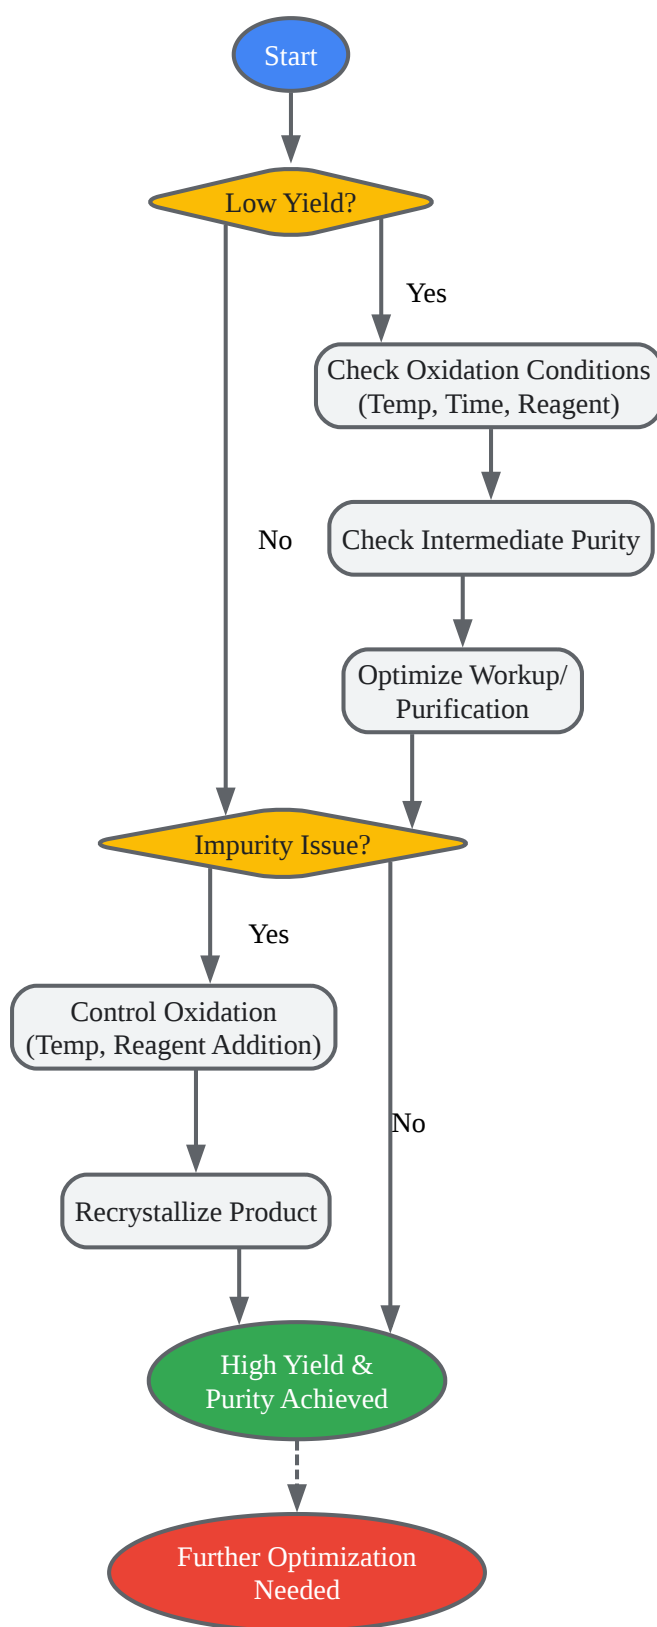 Start
Low Yield?
Yes
Check Oxidation Conditions
(Temp, Time, Reagent)
No
Check Intermediate Purity
Optimize Workup/
Purification
Impurity Issue?
Yes
Control Oxidation
(Temp, Reagent Addition)
No
Recrystallize Product
High Yield &
Purity Achieved
Further Optimization
Needed